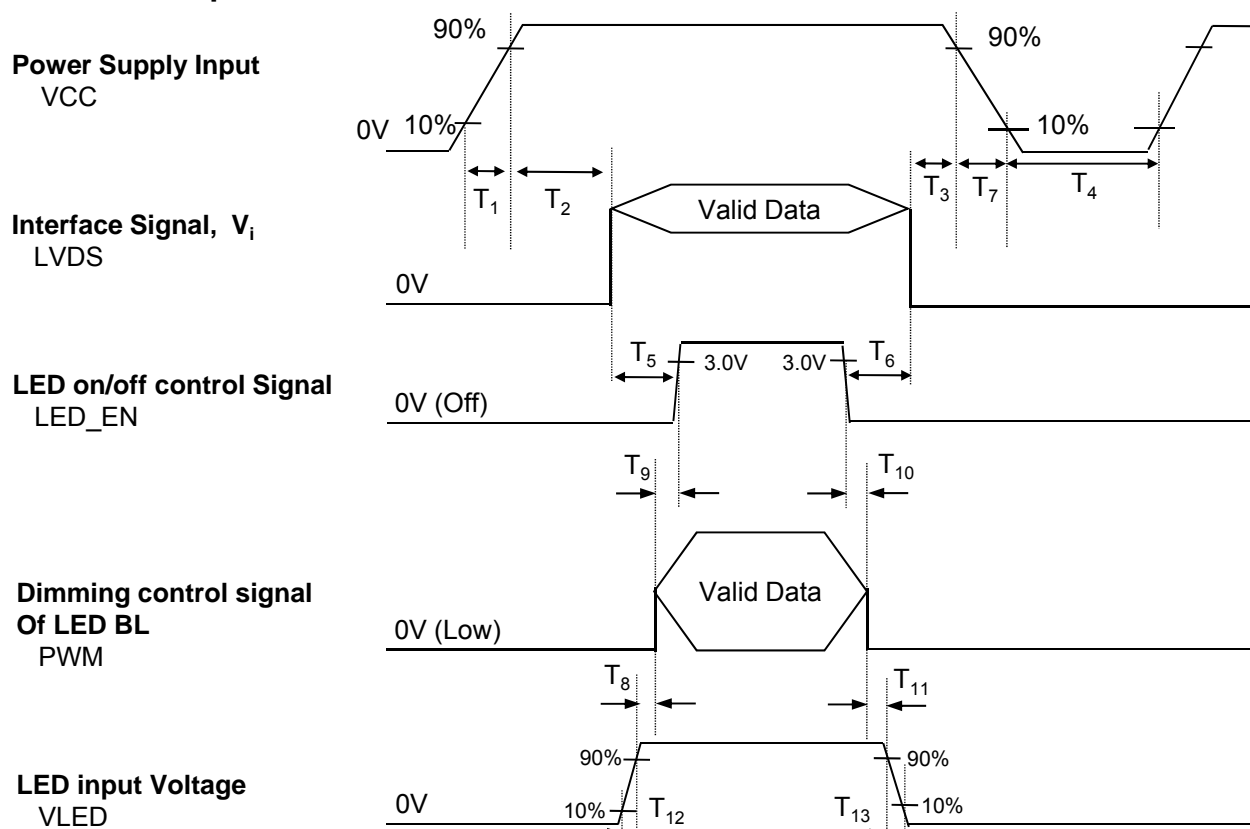 90%
90%
Power Supply Input
VCC
0V
10%
10%
T1
T2
T3
T7
T4
Valid Data
Interface Signal, Vi
LVDS
0V
T5
3.0V
3.0V
T6
LED on/off control Signal
LED_EN
0V (Off)
T9
T10
Dimming control signal
Of LED BL
PWM
Valid Data
0V (Low)
T8
T11
90%
90%
LED input Voltage
VLED
0V
10%
T12
T13
10%